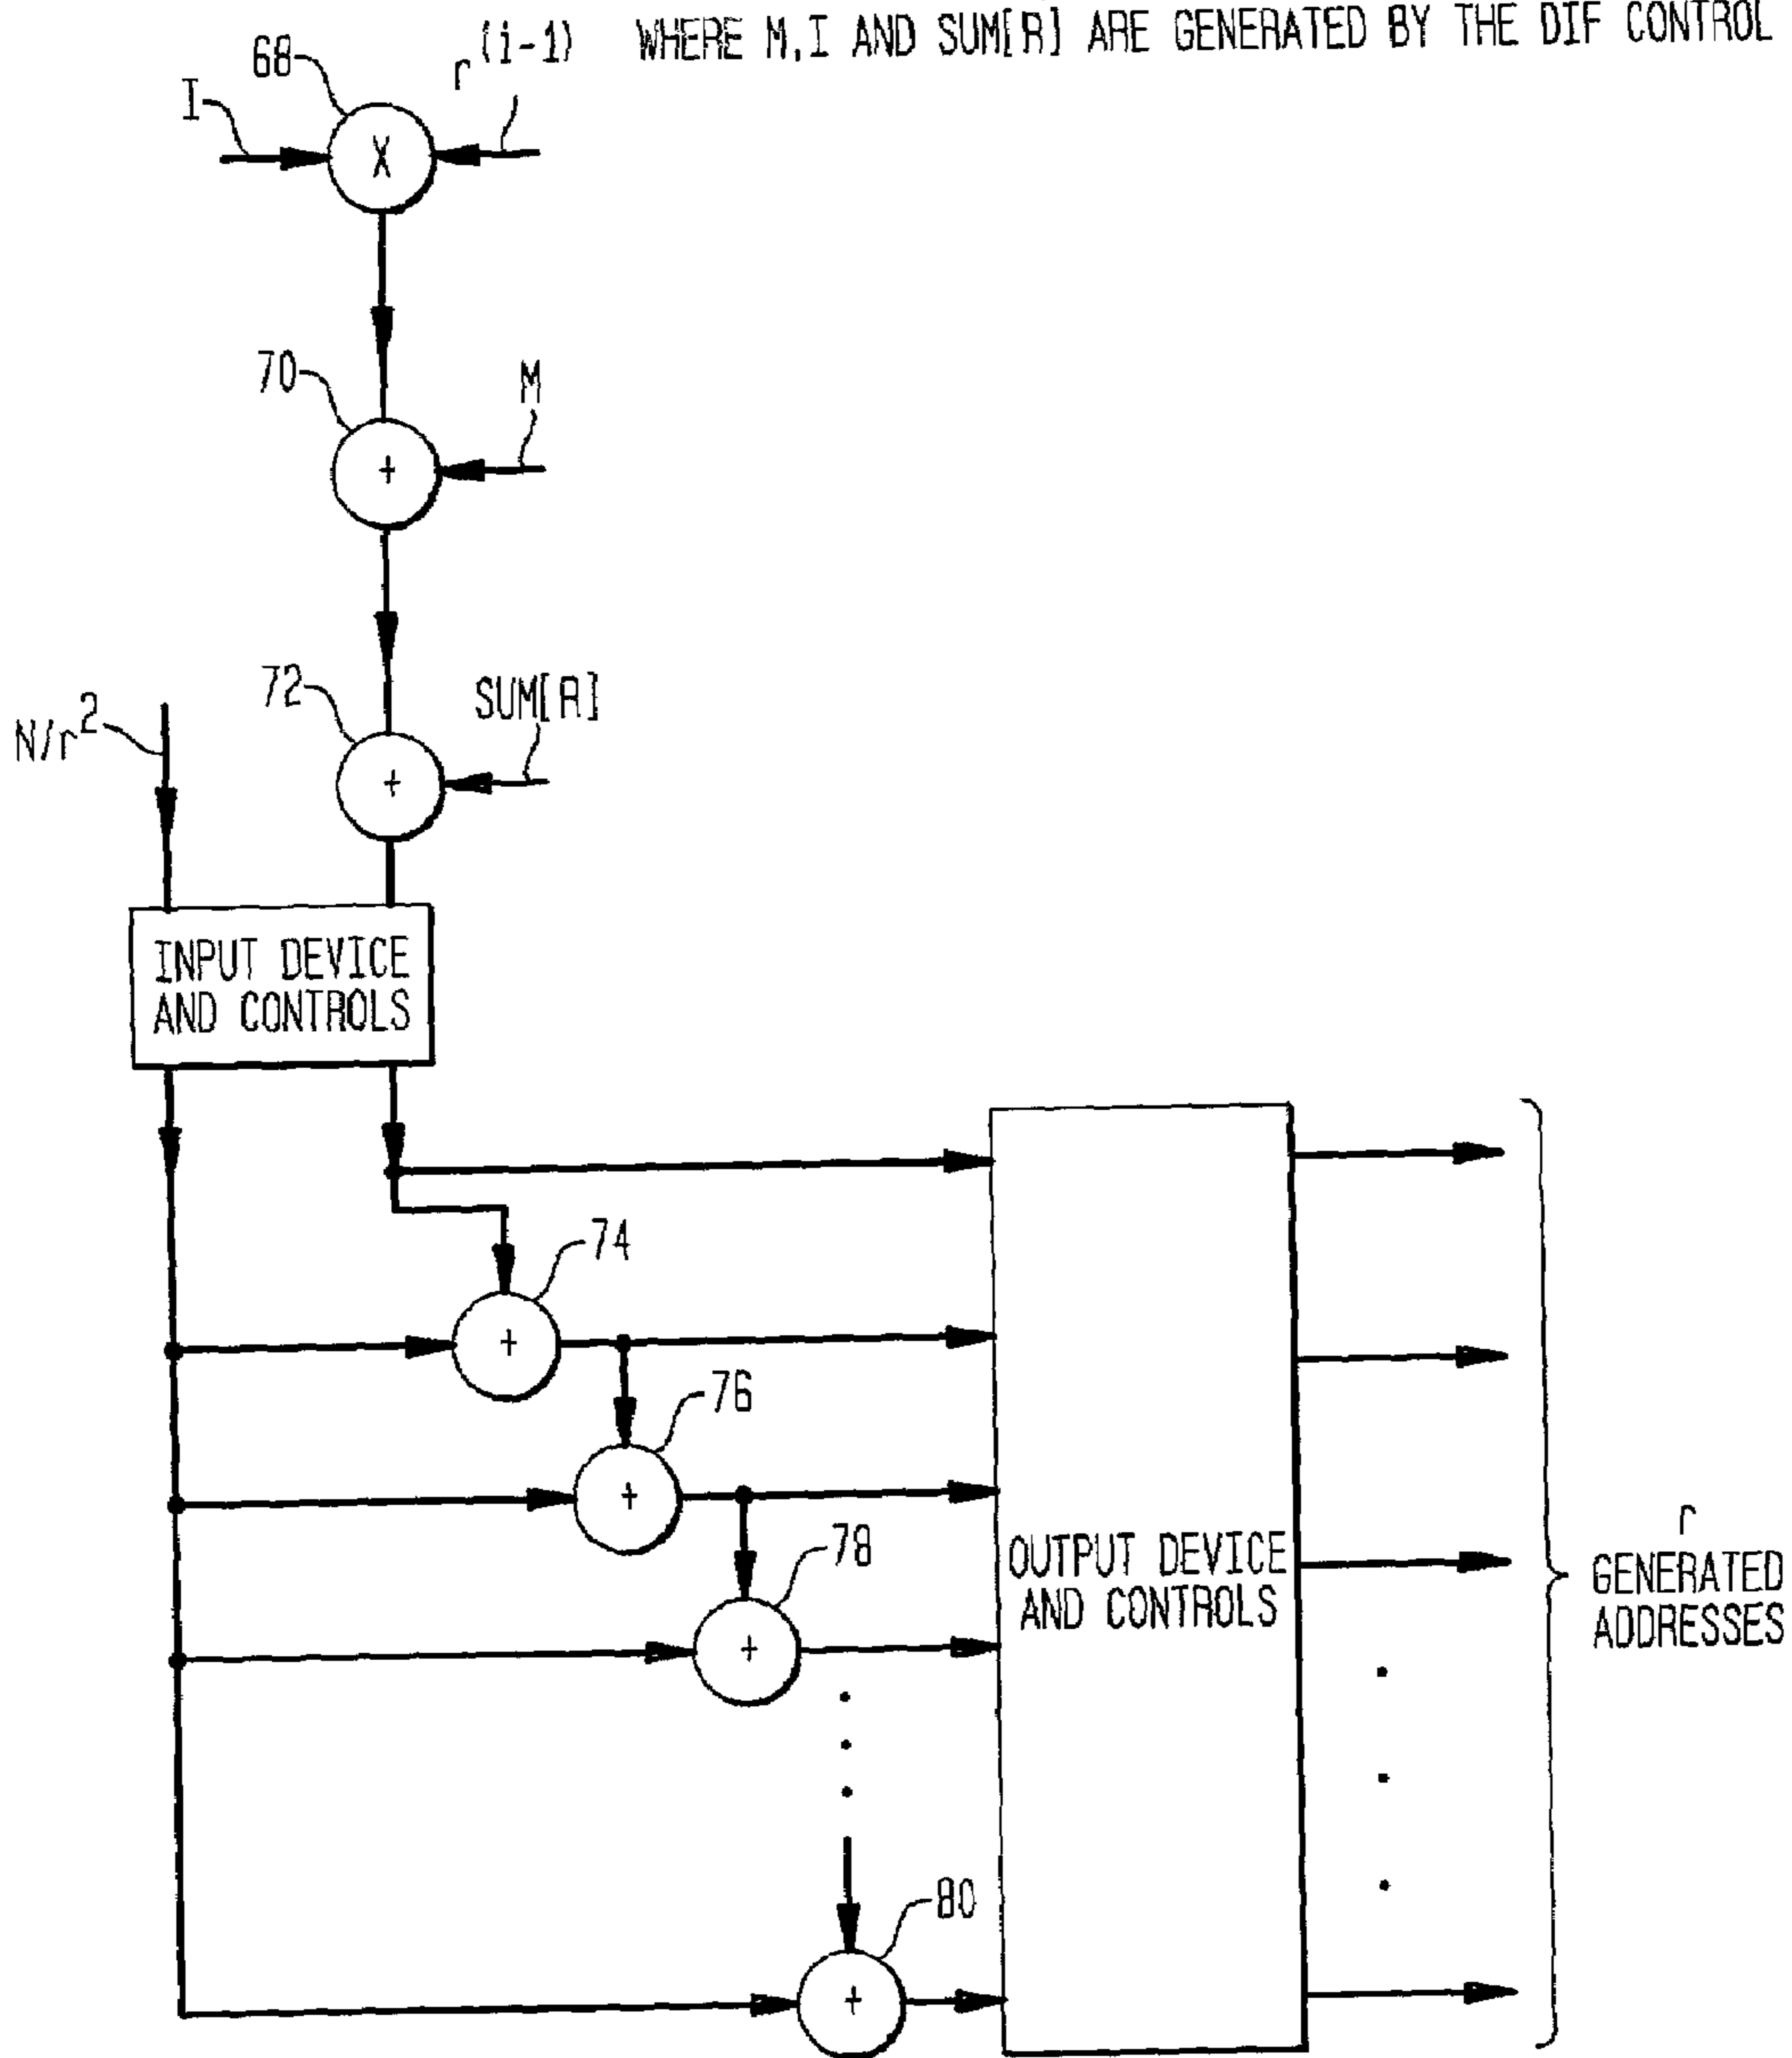 r(i-1) WHERE M,I AND SUM[R] ARE GENERATED BY THE DIF CONTROL
68
I
X
70
M
+
72
SUM[R]
N/r2
+
INPUT DEVICE
AND CONTROLS
74
+
76
+
78
+
OUTPUT DEVICE
AND CONTROLS
r
GENERATED
ADDRESSES
80
+